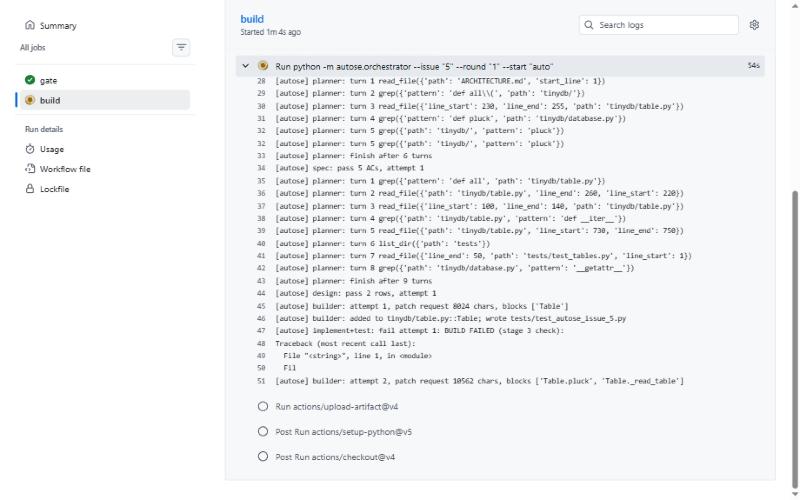 Summary
All jobs
gate
build
Run details
Usage
Workflow file
Lockfile
build
Started 1m 4s ago
Search logs
Run python -m autose.orchestrator --issue "5" --round "1" --start "auto"
54s
28 [autose] planner: turn 1 read_file({'path': 'ARCHITECTURE.md', 'start_line': 1})
29 [autose] planner: turn 2 grep({'pattern': 'def all\\(', 'path': 'tinydb/'})
30 [autose] planner: turn 3 read_file({'line_start': 230, 'line_end': 255, 'path': 'tinydb/table.py'})
31 [autose] planner: turn 4 grep({'pattern': 'def pluck', 'path': 'tinydb/database.py'})
32 [autose] planner: turn 5 grep({'path': 'tinydb/', 'pattern': 'pluck'})
32 [autose] planner: turn 5 grep({'path': 'tinydb/', 'pattern': 'pluck'})
33 [autose] planner: finish after 6 turns
34 [autose] spec: pass 5 ACs, attempt 1
35 [autose] planner: turn 1 grep({'pattern': 'def all', 'path': 'tinydb/table.py'})
36 [autose] planner: turn 2 read_file({'path': 'tinydb/table.py', 'line_end': 260, 'line_start': 220})
37 [autose] planner: turn 3 read_file({'line_start': 100, 'line_end': 140, 'path': 'tinydb/table.py'})
38 [autose] planner: turn 4 grep({'path': 'tinydb/table.py', 'pattern': 'def __iter__'})
39 [autose] planner: turn 5 read_file({'path': 'tinydb/table.py', 'line_start': 730, 'line_end': 750})
40 [autose] planner: turn 6 list_dir({'path': 'tests'})
41 [autose] planner: turn 7 read_file({'line_end': 50, 'path': 'tests/test_tables.py', 'line_start': 1})
42 [autose] planner: turn 8 grep({'path': 'tinydb/database.py', 'pattern': '__getattr__'})
43 [autose] planner: finish after 9 turns
44 [autose] design: pass 2 rows, attempt 1
45 [autose] builder: attempt 1, patch request 8024 chars, blocks ['Table']
46 [autose] builder: added to tinydb/table.py::Table; wrote tests/test_autose_issue_5.py
47 [autose] implement+test: fail attempt 1: BUILD FAILED (stage 3 check):
48 Traceback (most recent call last):
49 File "<string>", line 1, in <module>
50 Fil
51 [autose] builder: attempt 2, patch request 10562 chars, blocks ['Table.pluck', 'Table._read_table']
Run actions/upload-artifact@v4
Post Run actions/setup-python@v5
Post Run actions/checkout@v4